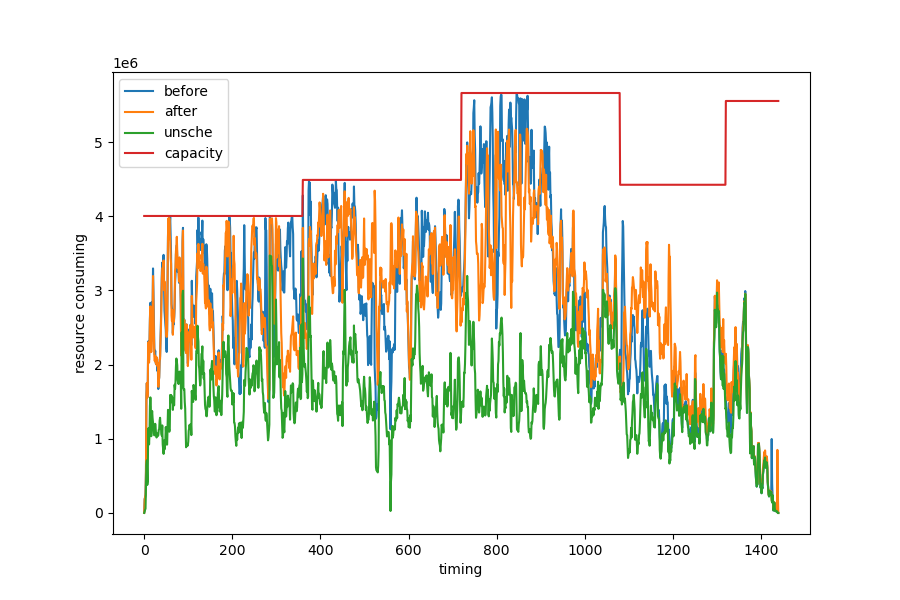 1e6
before
after
unsche
capacity
5
4
3
2
1
0
resource consuming
0 200 400 600 800 1000 1200 1400
timing